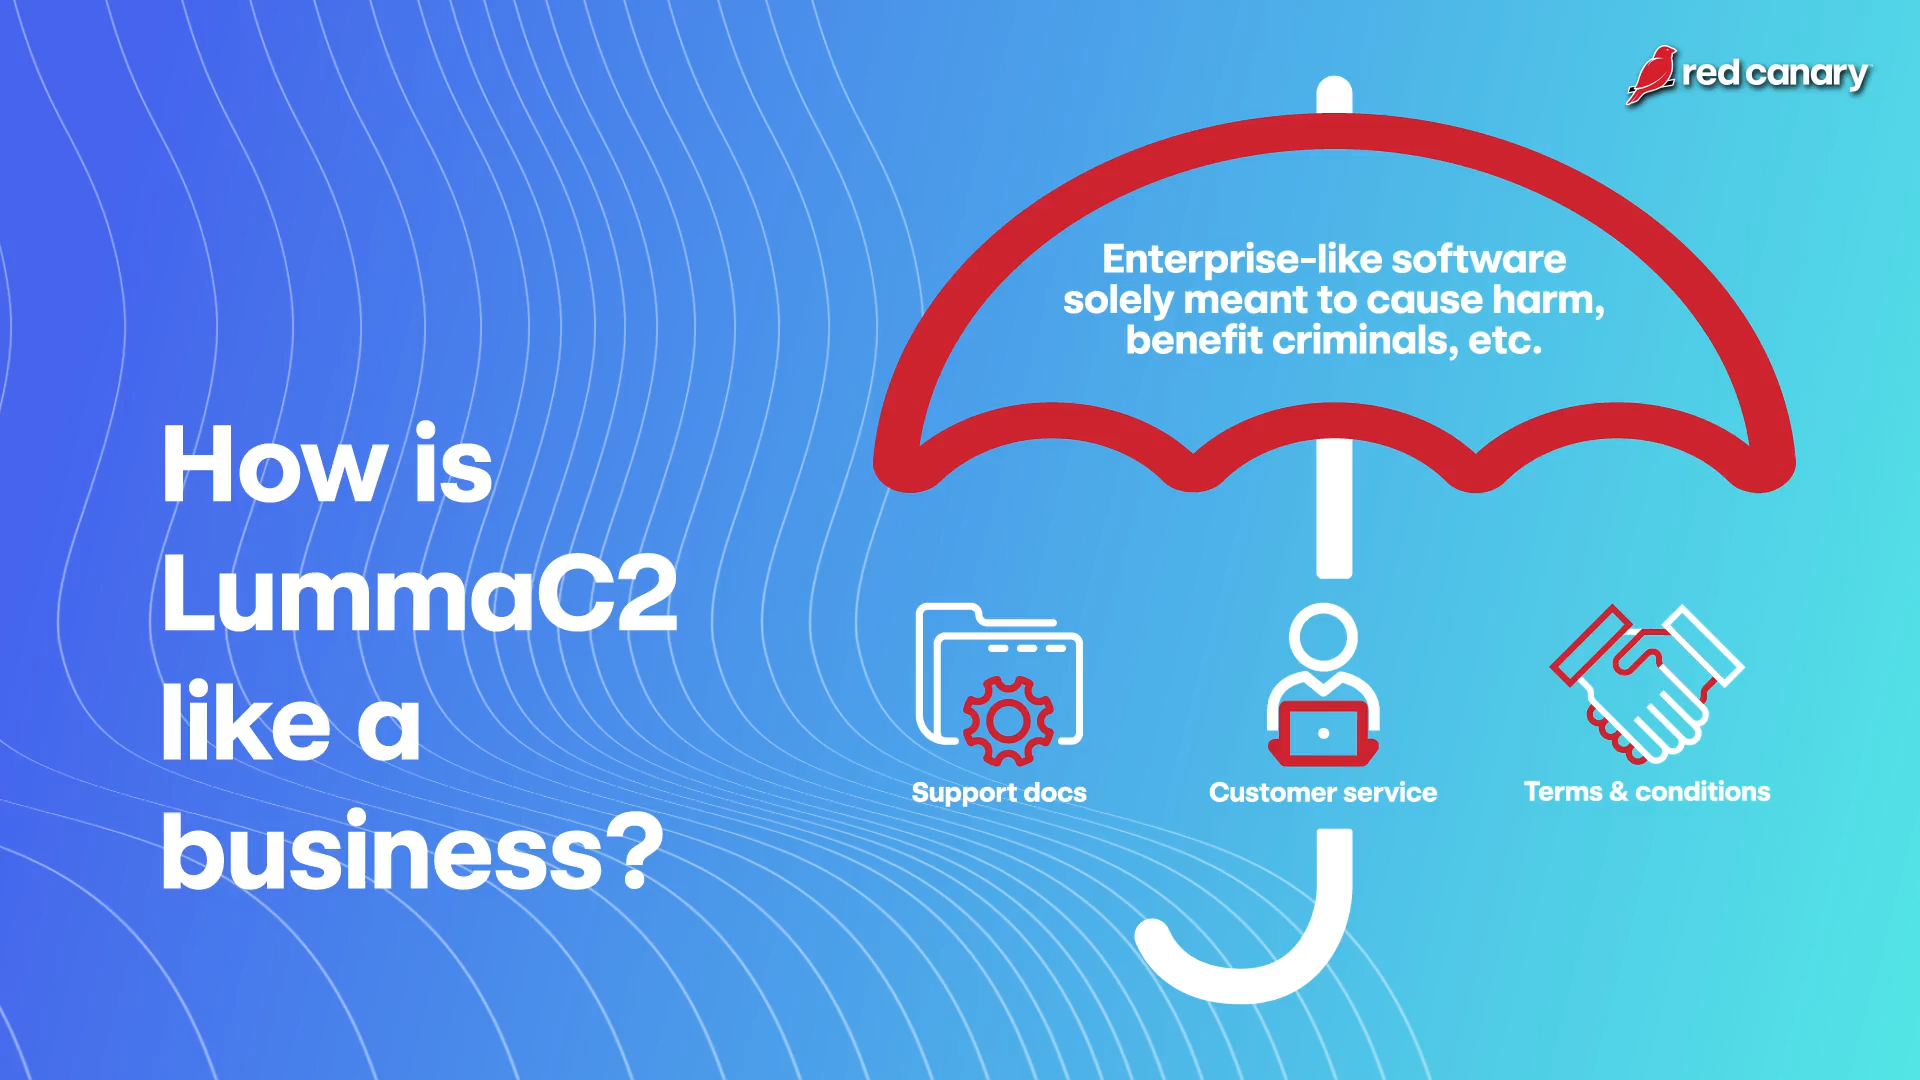 red canary
Enterprise-like software
solely meant to cause harm,
benefit criminals, etc.
How is
LummaC2
like a
business?
Support docs
Customer service
Terms & conditions